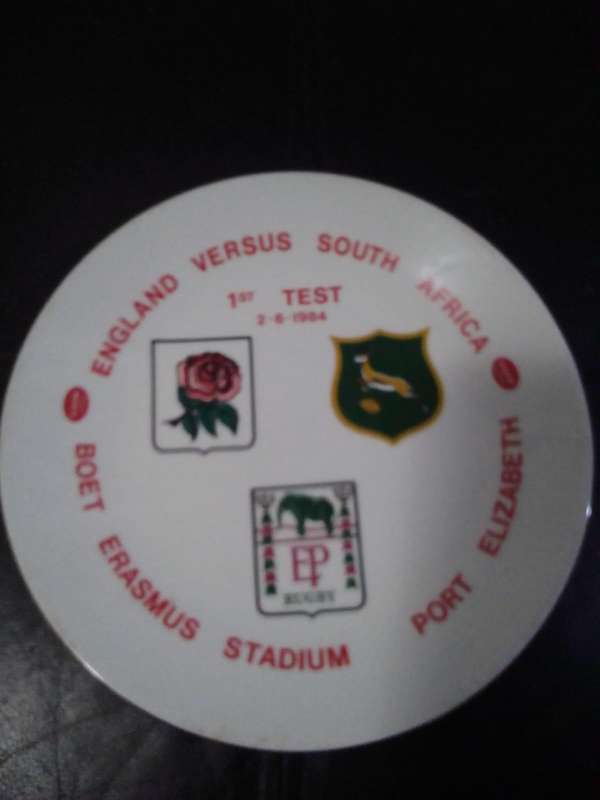 ENGLAND VERSUS SOUTH AFRICA
1ST TEST
2-6-1984
EP
RUGBY
BOET ERASMUS STADIUM PORT ELIZABETH